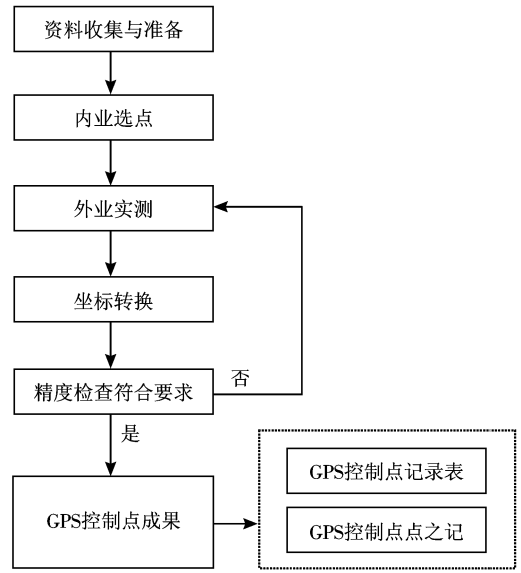 资料收集与准备
内业选点
外业实测
坐标转换
精度检查符合要求
否
是
GPS控制点成果
GPS控制点记录表
GPS控制点点之记